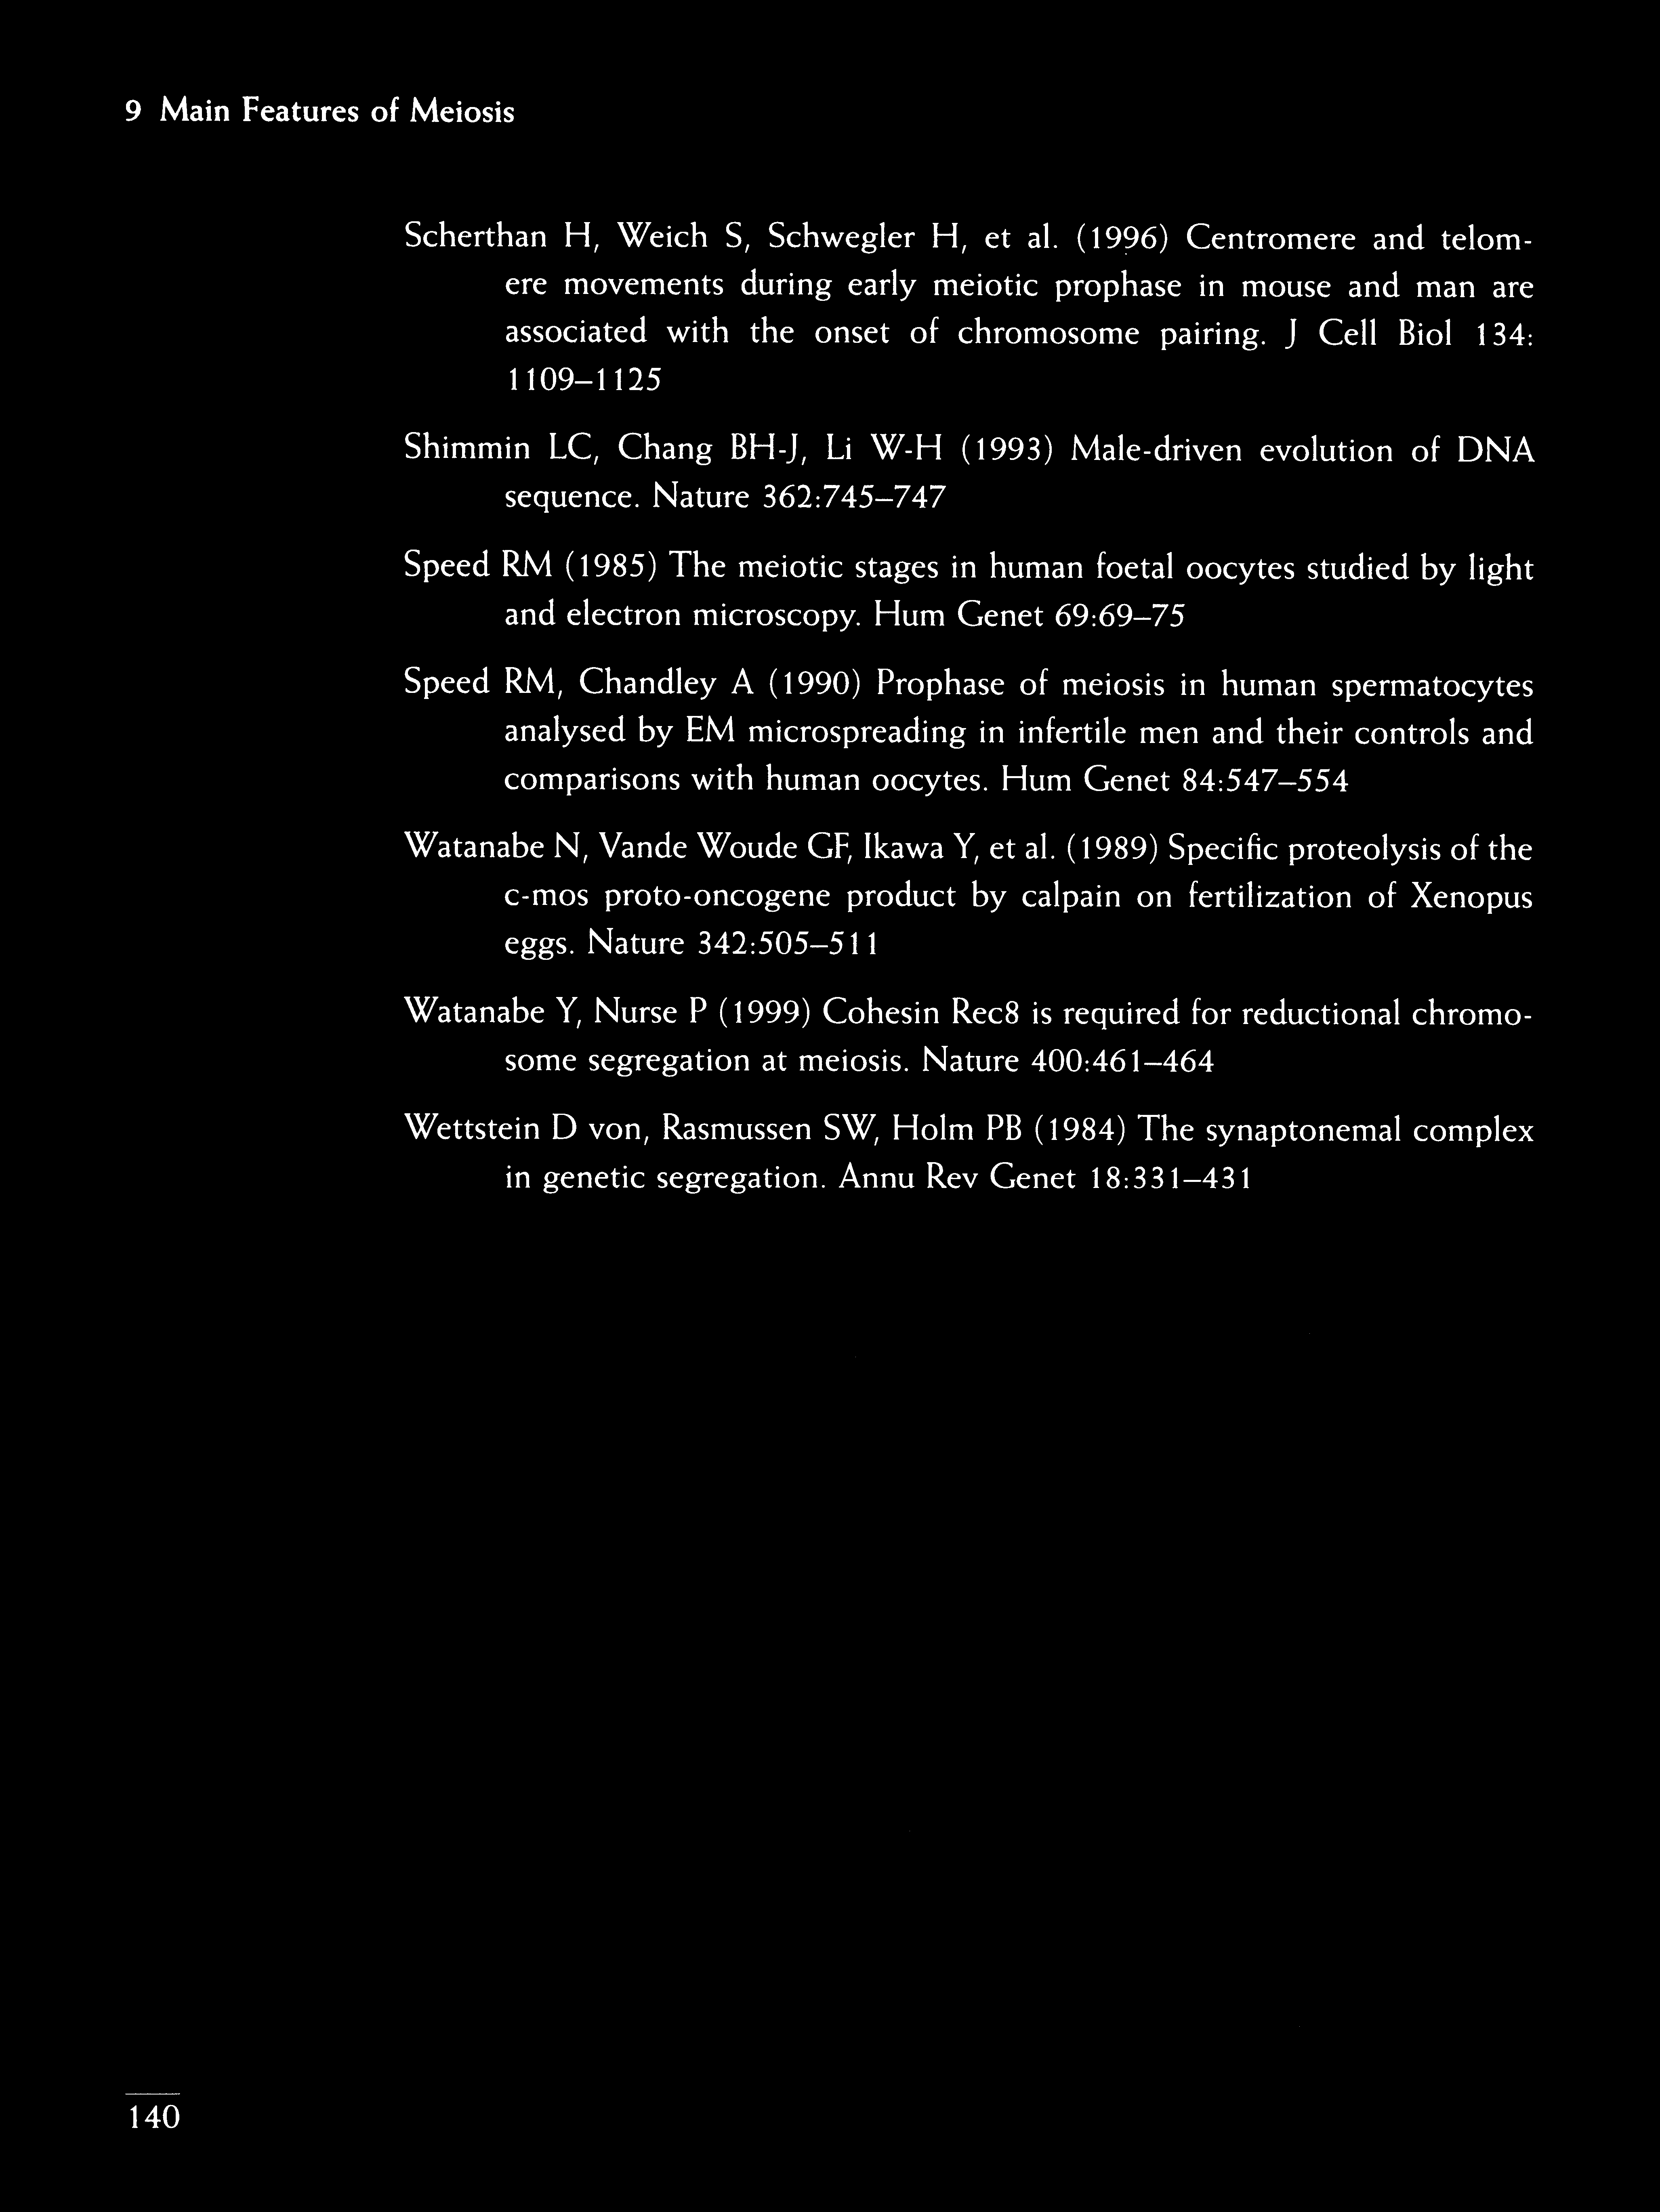 9 Main Features of Meiosis
Scherthan H, Weich S, Schwegler H, et al. (1996) Centromere and telom-
ere movements during early meiotic prophase in mouse and man are
associated with the onset of chromosome pairing. J Cell Biol 134:
1109–1125
Shimmin LC, Chang BH-J, Li W-H (1993) Male-driven evolution of DNA
sequence. Nature 362:745–747
Speed RM (1985) The meiotic stages in human foetal oocytes studied by light
and electron microscopy. Hum Genet 69:69–75
Speed RM, Chandley A (1990) Prophase of meiosis in human spermatocytes
analysed by EM microspreading in infertile men and their controls and
comparisons with human oocytes. Hum Genet 84:547–554
Watanabe N, Vande Woude GF, Ikawa Y, et al. (1989) Specific proteolysis of the
c-mos proto-oncogene product by calpain on fertilization of Xenopus
eggs. Nature 342:505–511
Watanabe Y, Nurse P (1999) Cohesin Rec8 is required for reductional chromo-
some segregation at meiosis. Nature 400:461–464
Wettstein D von, Rasmussen SW, Holm PB (1984) The synaptonemal complex
in genetic segregation. Annu Rev Genet 18:331–431
140